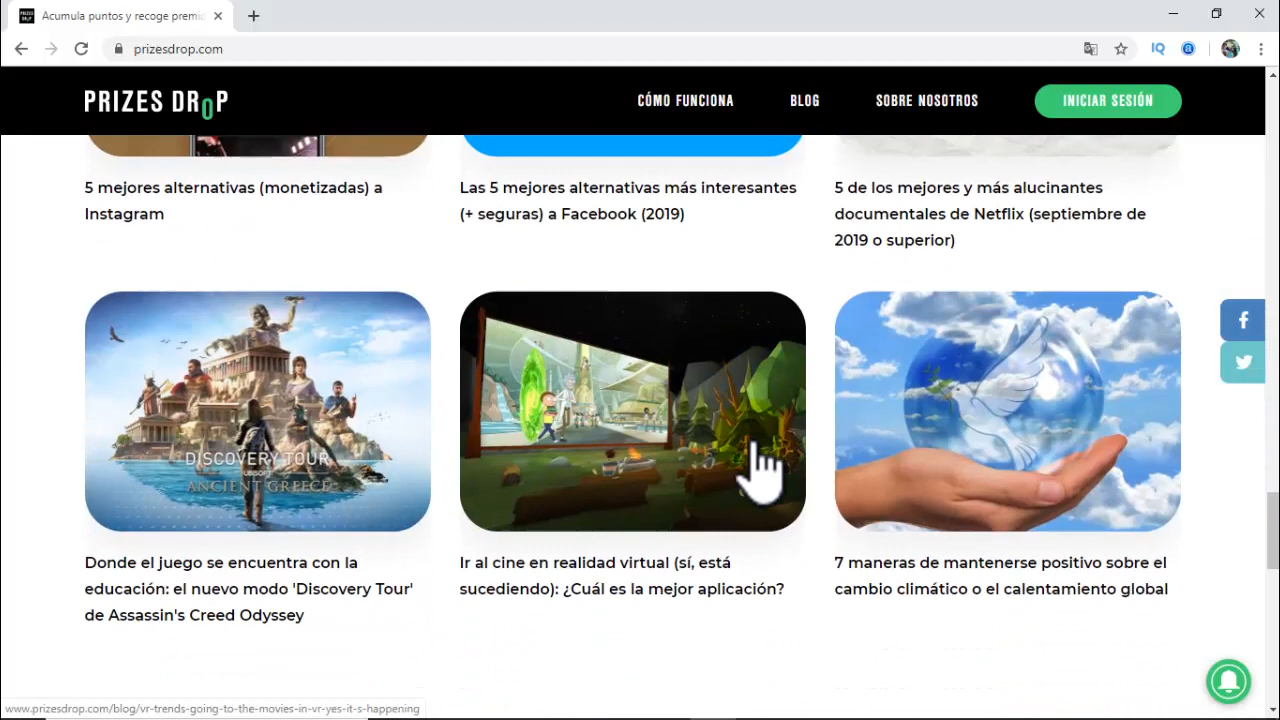 Acumula puntos y recoge premi
prizesdrop.com
PRIZES DROP
CÓMO FUNCIONA
BLOG
SOBRE NOSOTROS
INICIAR SESIÓN
5 mejores alternativas (monetizadas) a
Instagram
Las 5 mejores alternativas más interesantes
(+ seguras) a Facebook (2019)
5 de los mejores y más alucinantes
documentales de Netflix (septiembre de
2019 o superior)
DISCOVERY TOUR
UBISOFT
ANCIENT GREECE
Donde el juego se encuentra con la
educación: el nuevo modo 'Discovery Tour'
de Assassin's Creed Odyssey
Ir al cine en realidad virtual (sí, está
sucediendo): ¿Cuál es la mejor aplicación?
7 maneras de mantenerse positivo sobre el
cambio climático o el calentamiento global
www.prizesdrop.com/blog/vr-trends-going-to-the-movies-in-vr-yes-it-s-happening